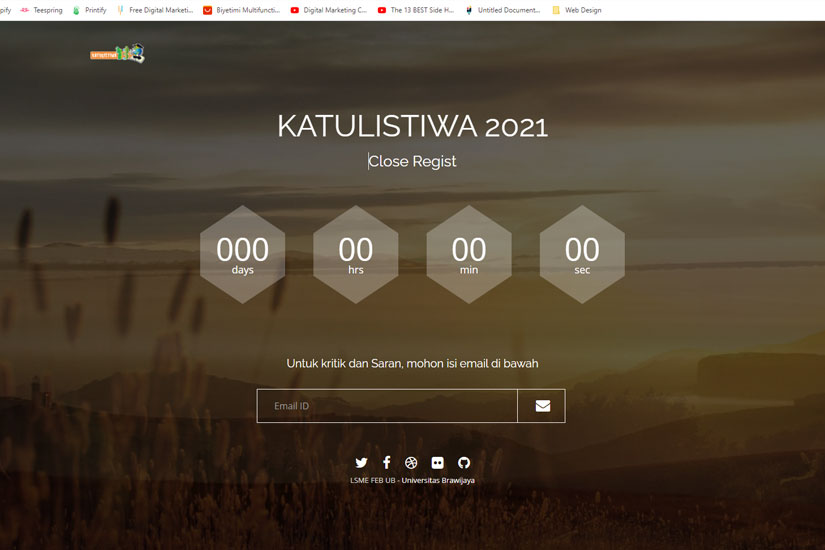 pify Teespring Printify Free Digital Marketi... Biyetimi Multifuncti... Digital Marketing C... The 13 BEST Side H... Untitled Document... Web Design
KATULISTIWA 2021
Close Regist
000 00 00 00
days hrs min sec
Untuk kritik dan Saran, mohon isi email di bawah
Email ID
LSME FEB UB - Universitas Brawijaya